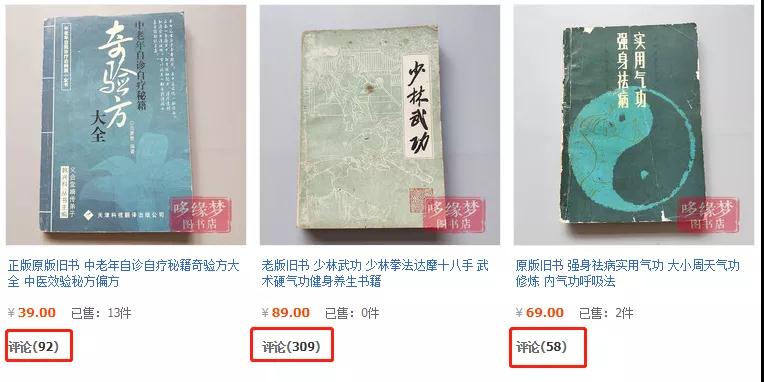 奇验方
大全
中老年自诊自疗秘籍
天津科技翻译出版公司
哆缘梦
图书店
少林武功
哆缘梦
图书店
实用气功
强身祛病
哆缘梦
图书店
正版原版旧书 中老年自诊自疗秘籍奇验方大
全 中医效验秘方偏方
¥39.00 已售：13件
评论(92)
老版旧书 少林武功 少林拳法达摩十八手 武
术硬气功健身养生书籍
¥89.00 已售：0件
评论(309)
原版旧书 强身祛病实用气功 大小周天气功
修炼 内气功呼吸法
¥69.00 已售：2件
评论(58)